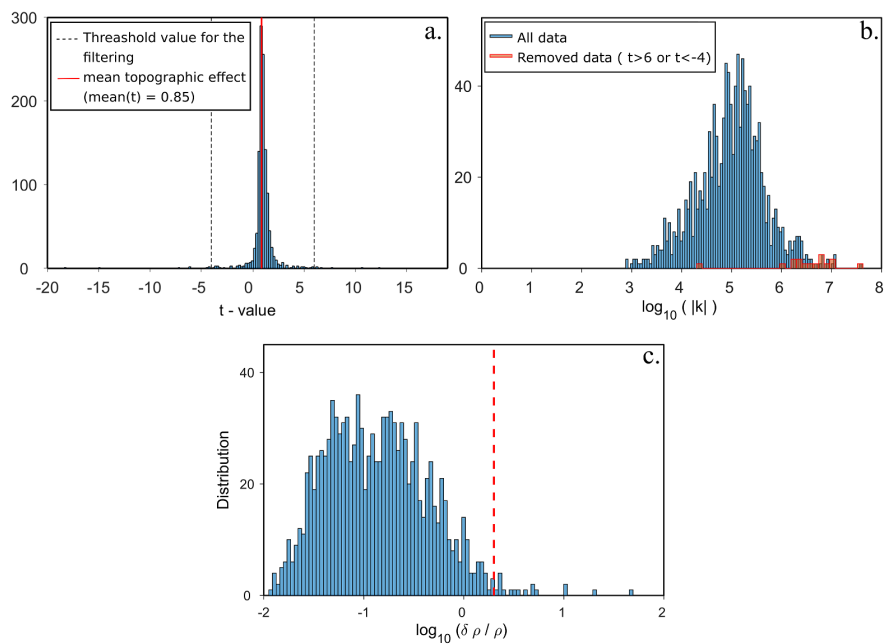 300
200
100
0
-20
-15
-10
-5
0
5
10
15
t - value
a.
Threashold value for the
filtering
mean topographic effect
(mean(t) = 0.85)
40
20
0
0
1
2
3
4
5
6
7
8
log10 ( |k| )
b.
All data
Removed data ( t>6 or t<-4)
40
20
0
Distribution
-2
-1
0
1
2
log10 (δ ρ / ρ)
c.